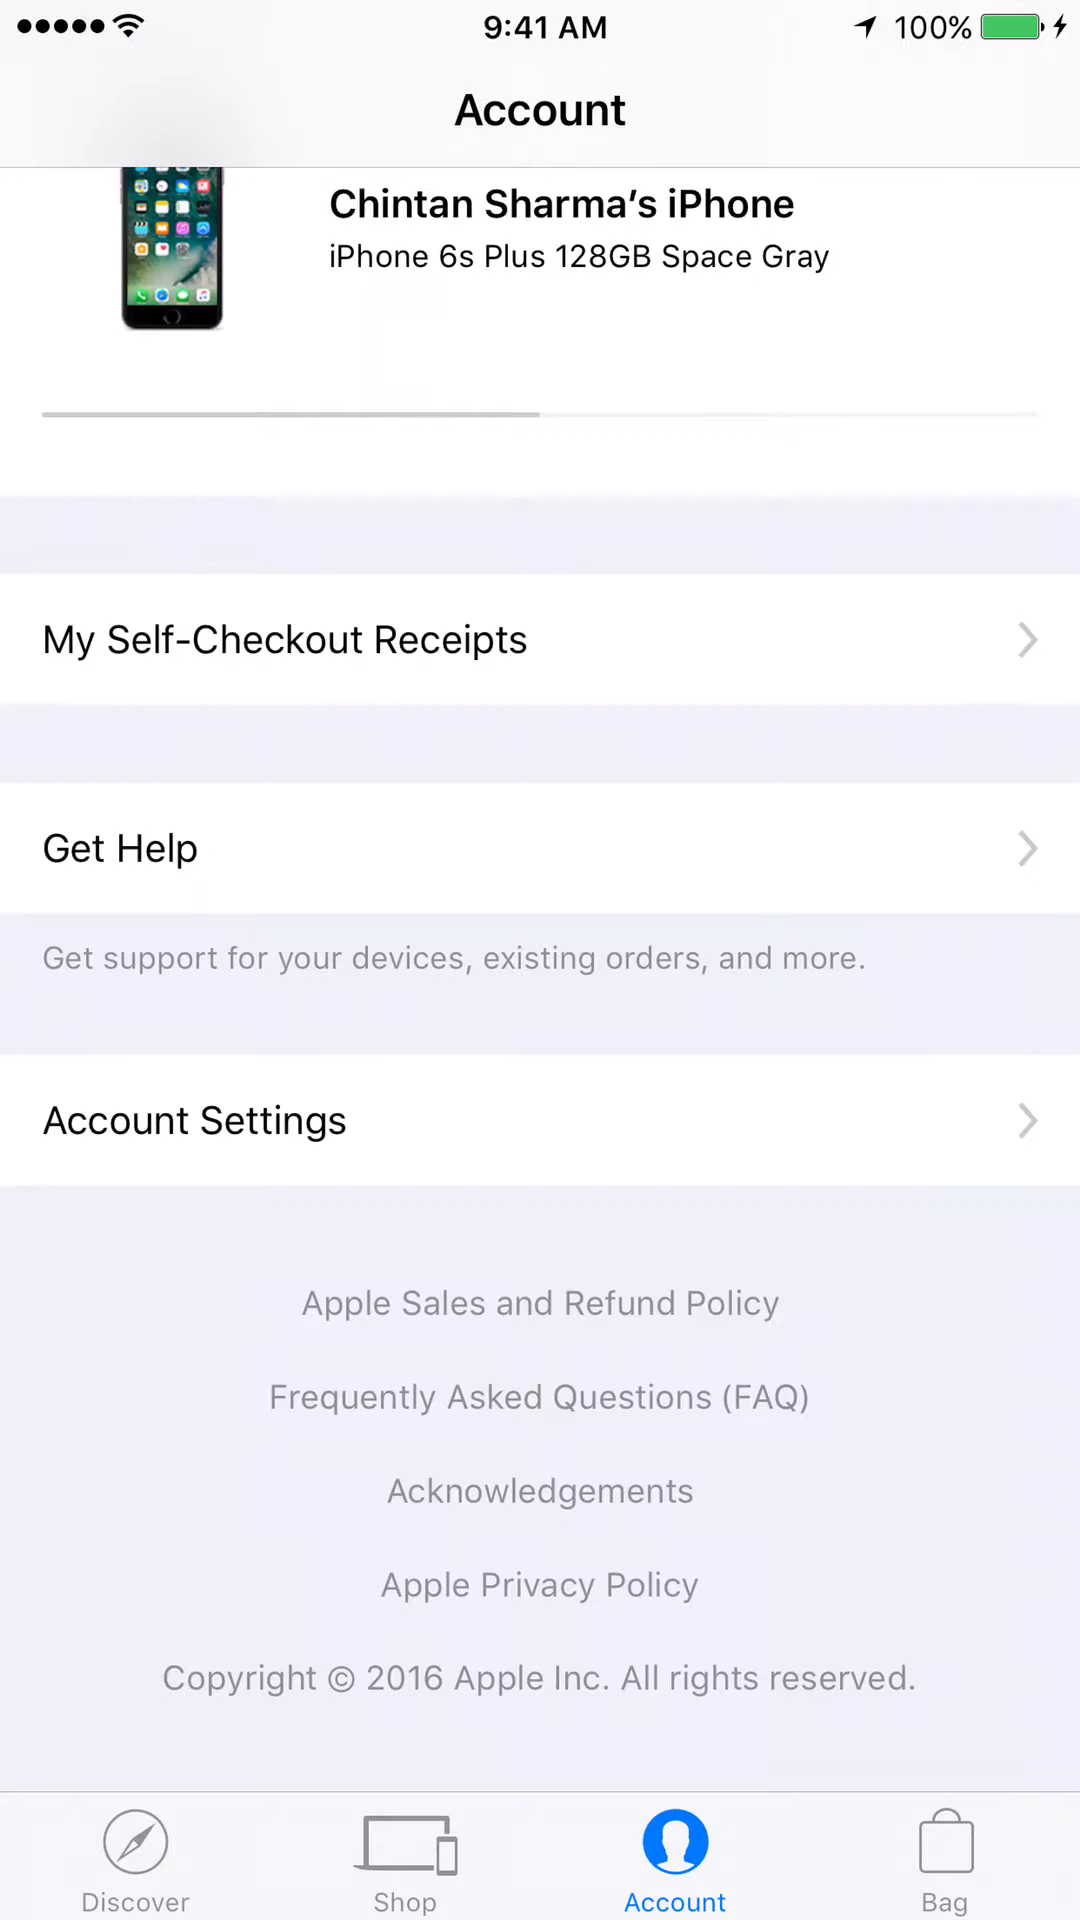 9:41 AM
100%
Account
Chintan Sharma’s iPhone
iPhone 6s Plus 128GB Space Gray
My Self-Checkout Receipts
Get Help
Get support for your devices, existing orders, and more.
Account Settings
Apple Sales and Refund Policy
Frequently Asked Questions (FAQ)
Acknowledgements
Apple Privacy Policy
Copyright © 2016 Apple Inc. All rights reserved.
Discover
Shop
Account
Bag